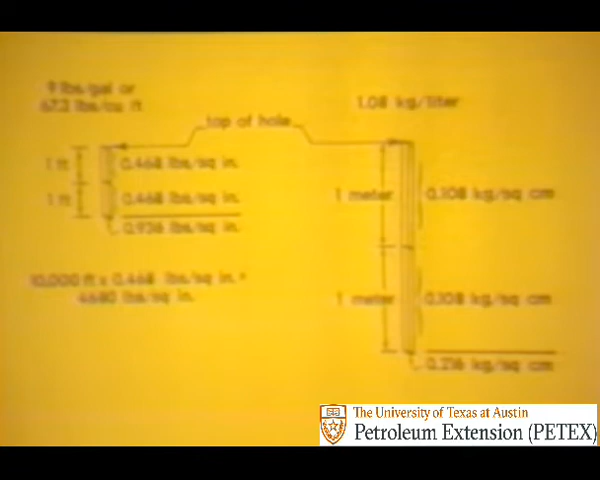 9 lbs/gal or
67.3 lbs/cu ft
1.08 kg/liter
top of hole
1 ft
0.468 lbs/sq in.
1 ft
0.468 lbs/sq in.
0.936 lbs/sq in.
10,000 ft x 0.468 lbs/sq in. =
4680 lbs/sq in.
1 meter
0.108 kg/sq cm
1 meter
0.108 kg/sq cm
0.216 kg/sq cm
The University of Texas at Austin
Petroleum Extension (PETEX)